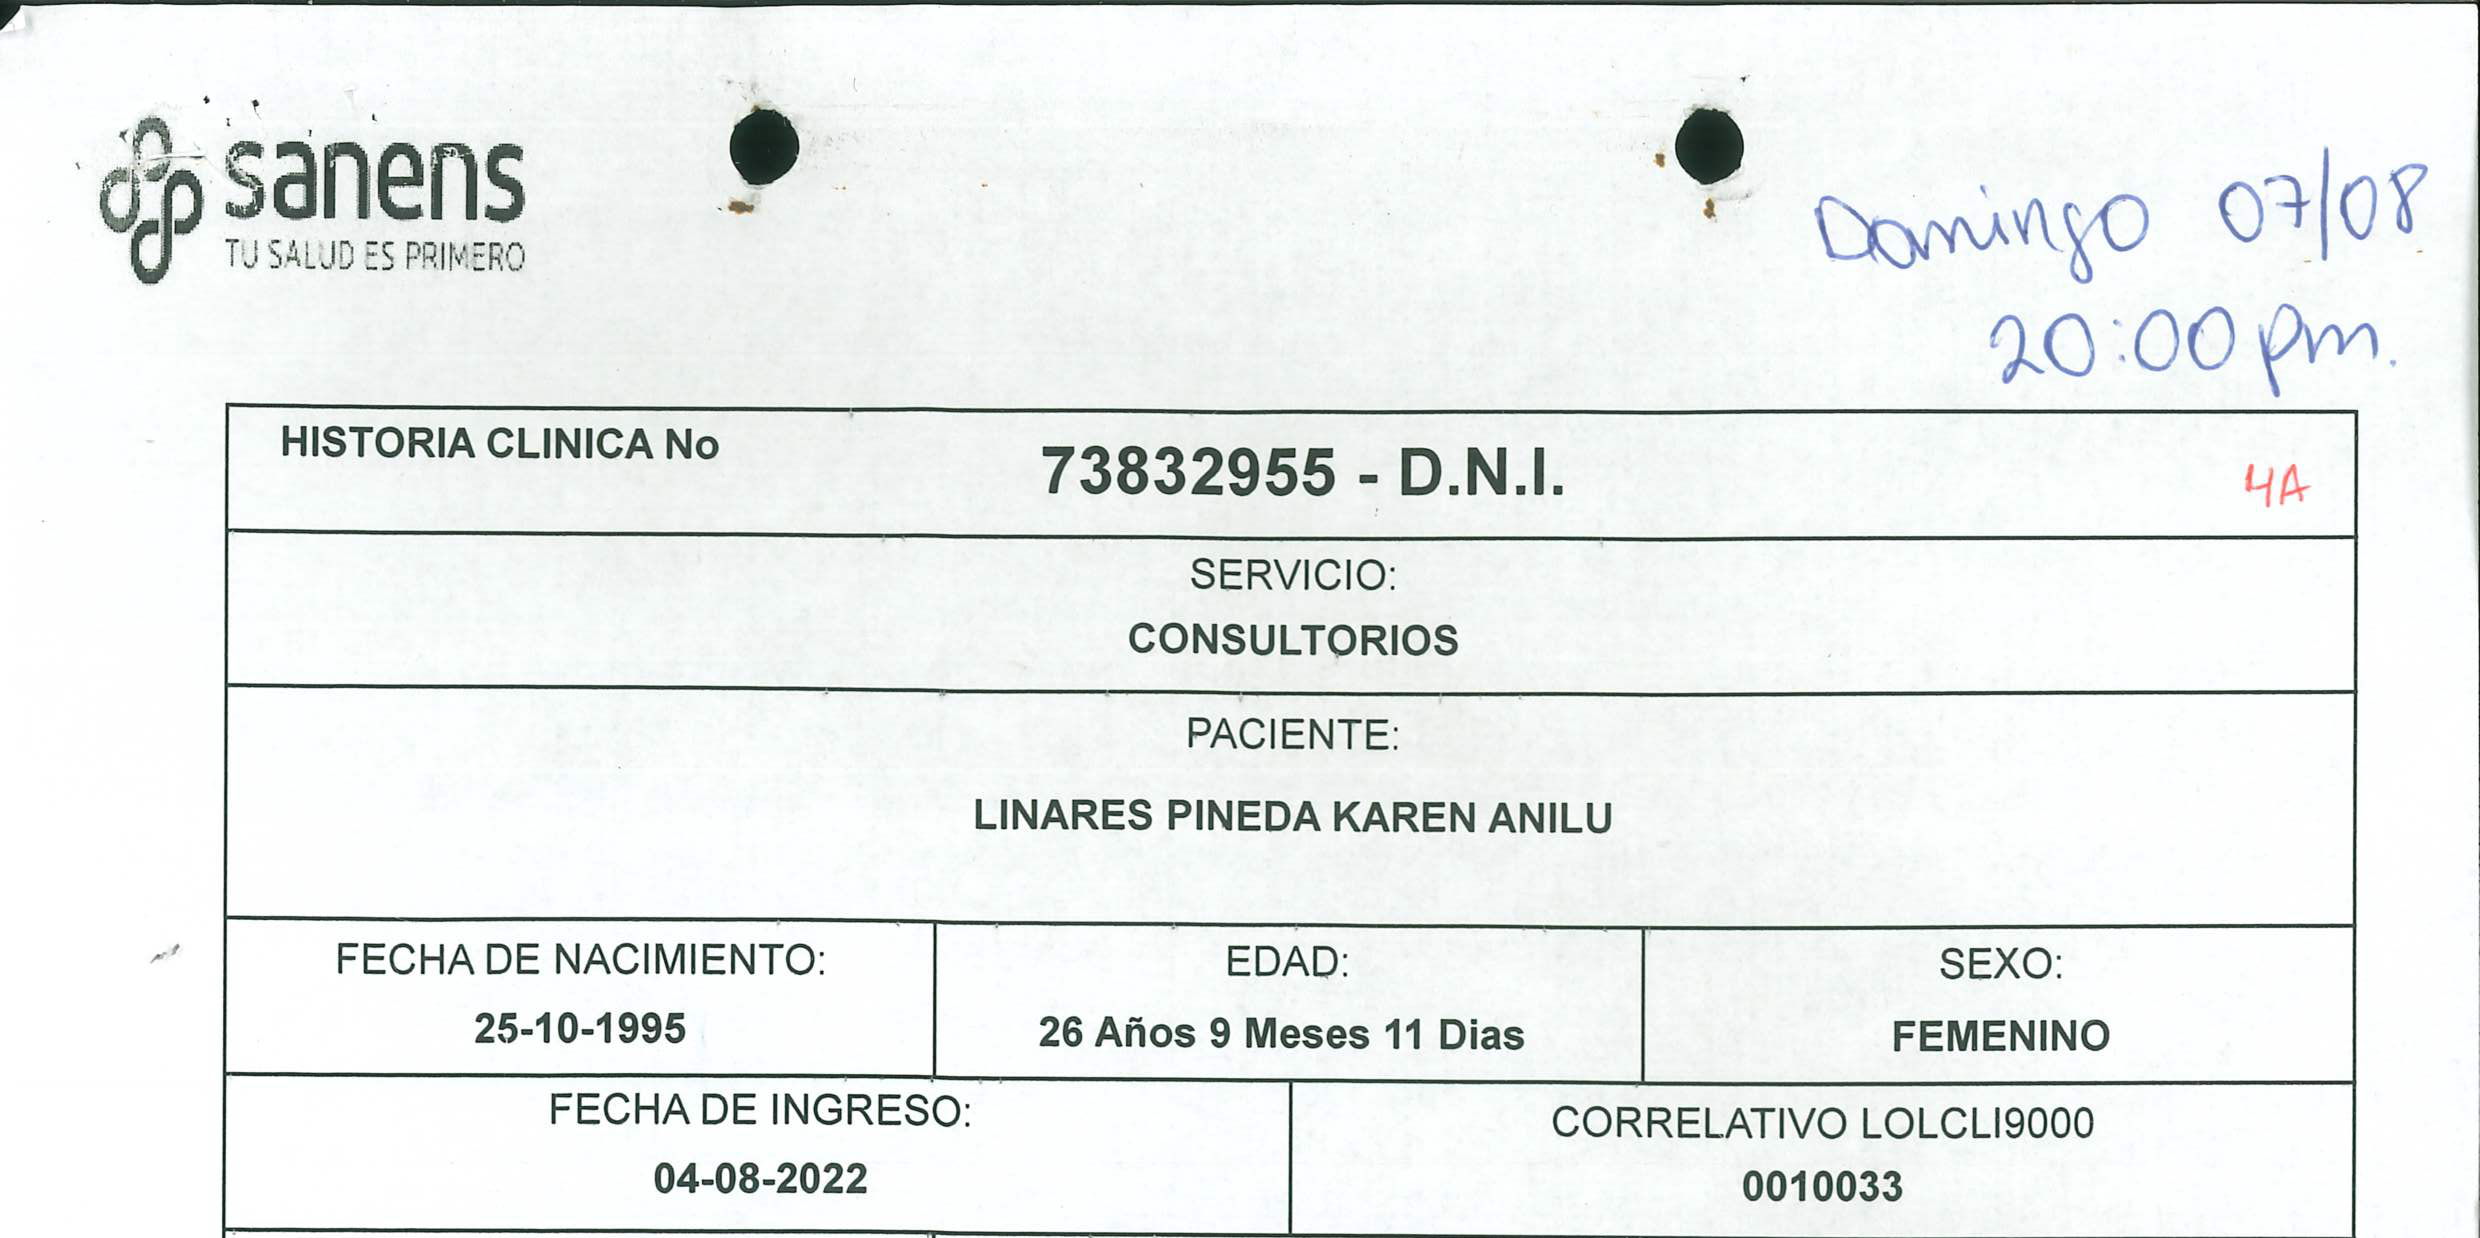 sanens
TU SALUD ES PRIMERO
Domingo 07/08
20:00 pm.
HISTORIA CLINICA No
73832955 - D.N.I.
4A
SERVICIO:
CONSULTORIOS
PACIENTE:
LINARES PINEDA KAREN ANILU
FECHA DE NACIMIENTO:
25-10-1995
EDAD:
26 Años 9 Meses 11 Dias
SEXO:
FEMENINO
FECHA DE INGRESO:
04-08-2022
CORRELATIVO LOLCLI9000
0010033